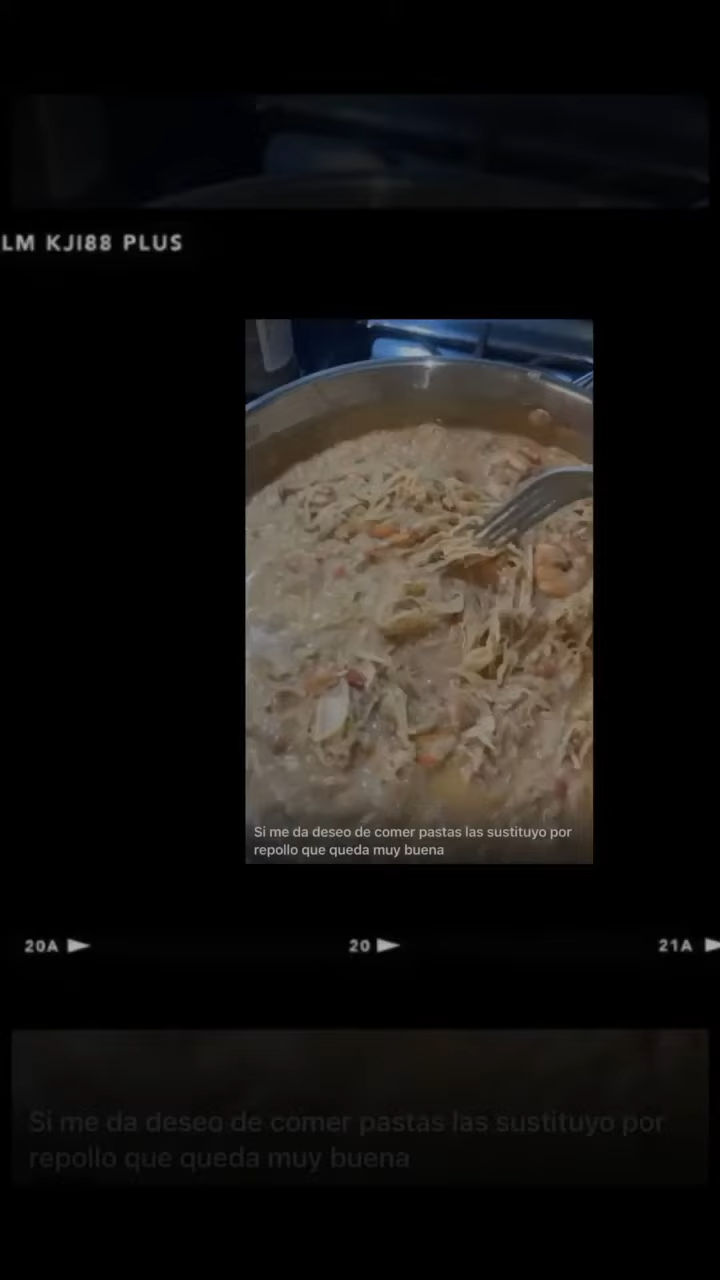 LM KJI88 PLUS
Si me da deseo de comer pastas las sustituyo por
repollo que queda muy buena
20A
20
21A
Si me da deseo de comer pastas las sustituyo por
repollo que queda muy buena